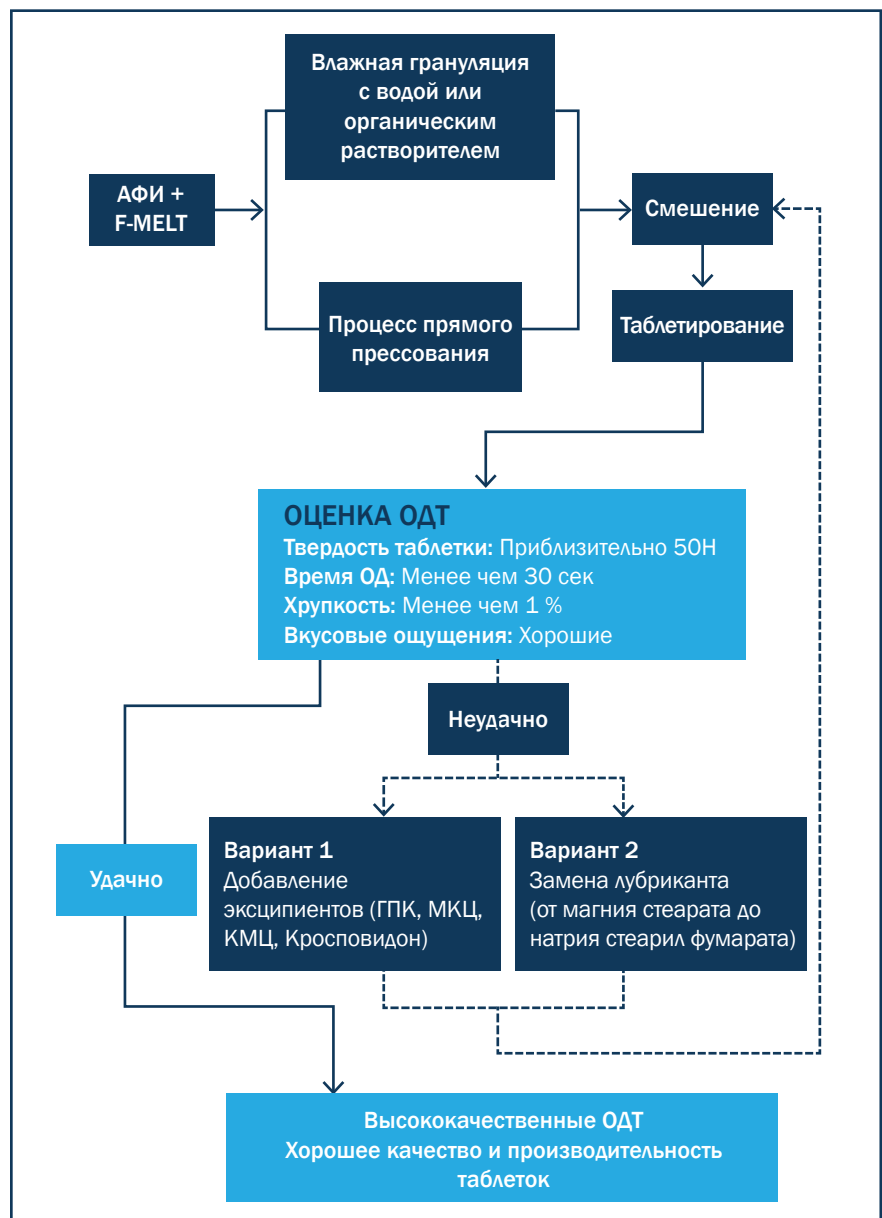 Влажная грануляция
с водой или
органическим
растворителем
АФИ +
F-MELT
Смешение
Процесс прямого
прессования
Таблетирование
ОЦЕНКА ОДТ
Твердость таблетки: Приблизительно 50Н
Время ОД: Менее чем 30 сек
Хрупкость: Менее чем 1 %
Вкусовые ощущения: Хорошие
Неудачно
Удачно
Вариант 1
Добавление
эксципиентов (ГПК, МКЦ,
КМЦ, Кросповидон)
Вариант 2
Замена лубриканта
(от магния стеарата до
натрия стеарил фумарата)
Высококачественные ОДТ
Хорошее качество и производительность
таблеток